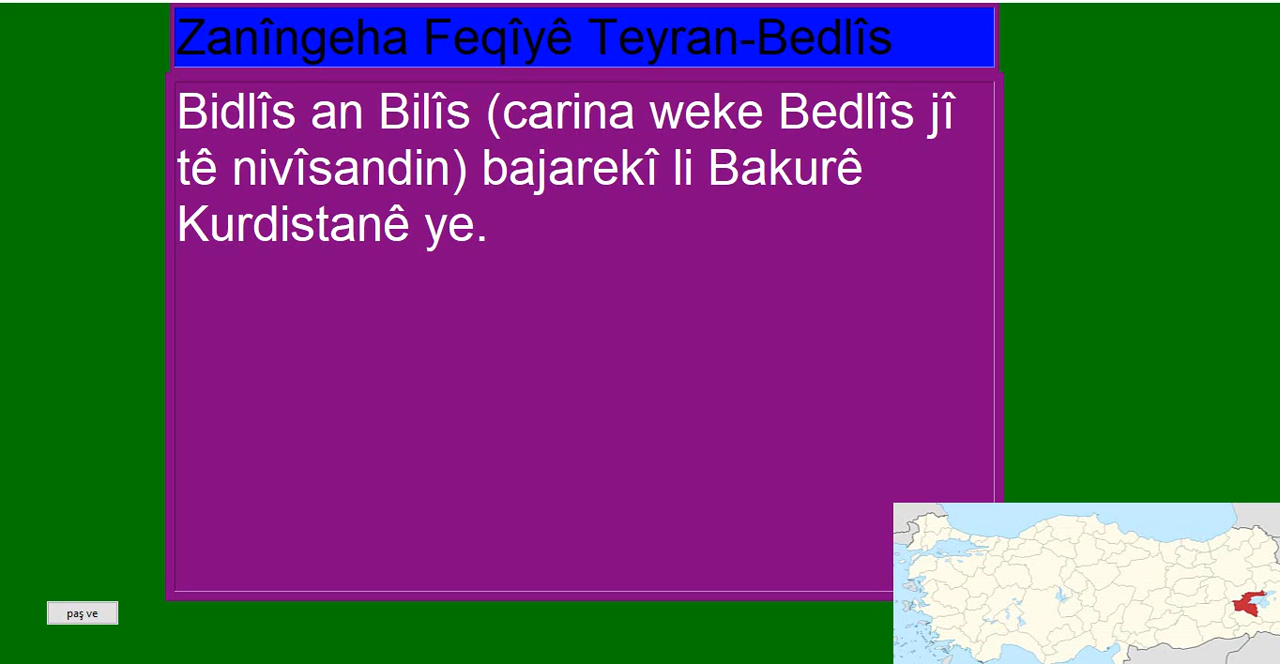 Zanîngeha Feqîyê Teyran-Bedlîs
Bidlîs an Bilîs (carina weke Bedlîs jî
tê nivîsandin) bajarekî li Bakurê
Kurdistanê ye.
paş ve